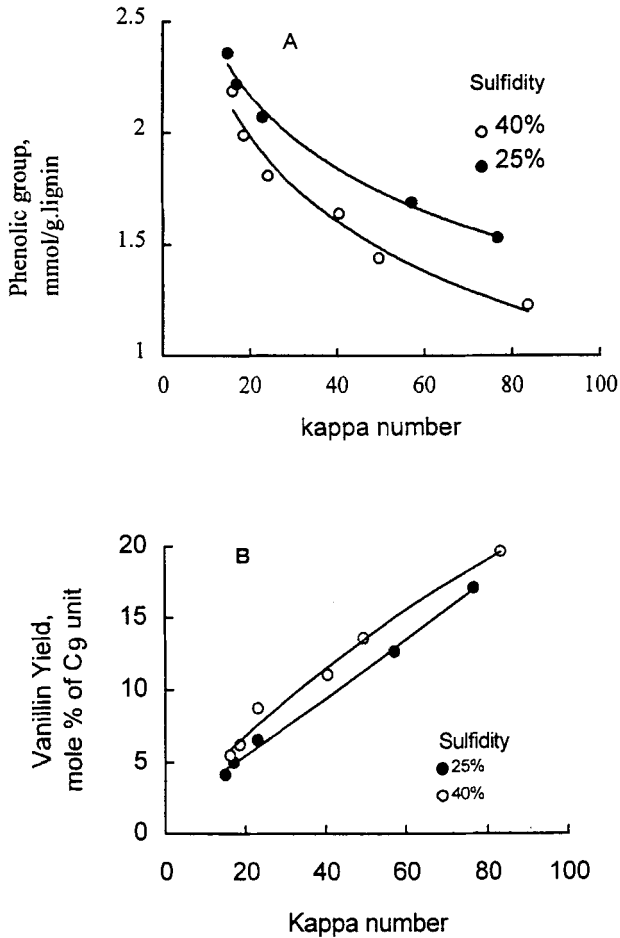 2.5
A
Sulfidity
40%
25%
2
1.5
1
Phenolic group,
mmol/g.lignin
0 20 40 60 80 100
kappa number
20
B
15
10
5
0
Vanillin Yield,
mole % of C9 unit
Sulfidity
25%
40%
0 20 40 60 80 100
Kappa number